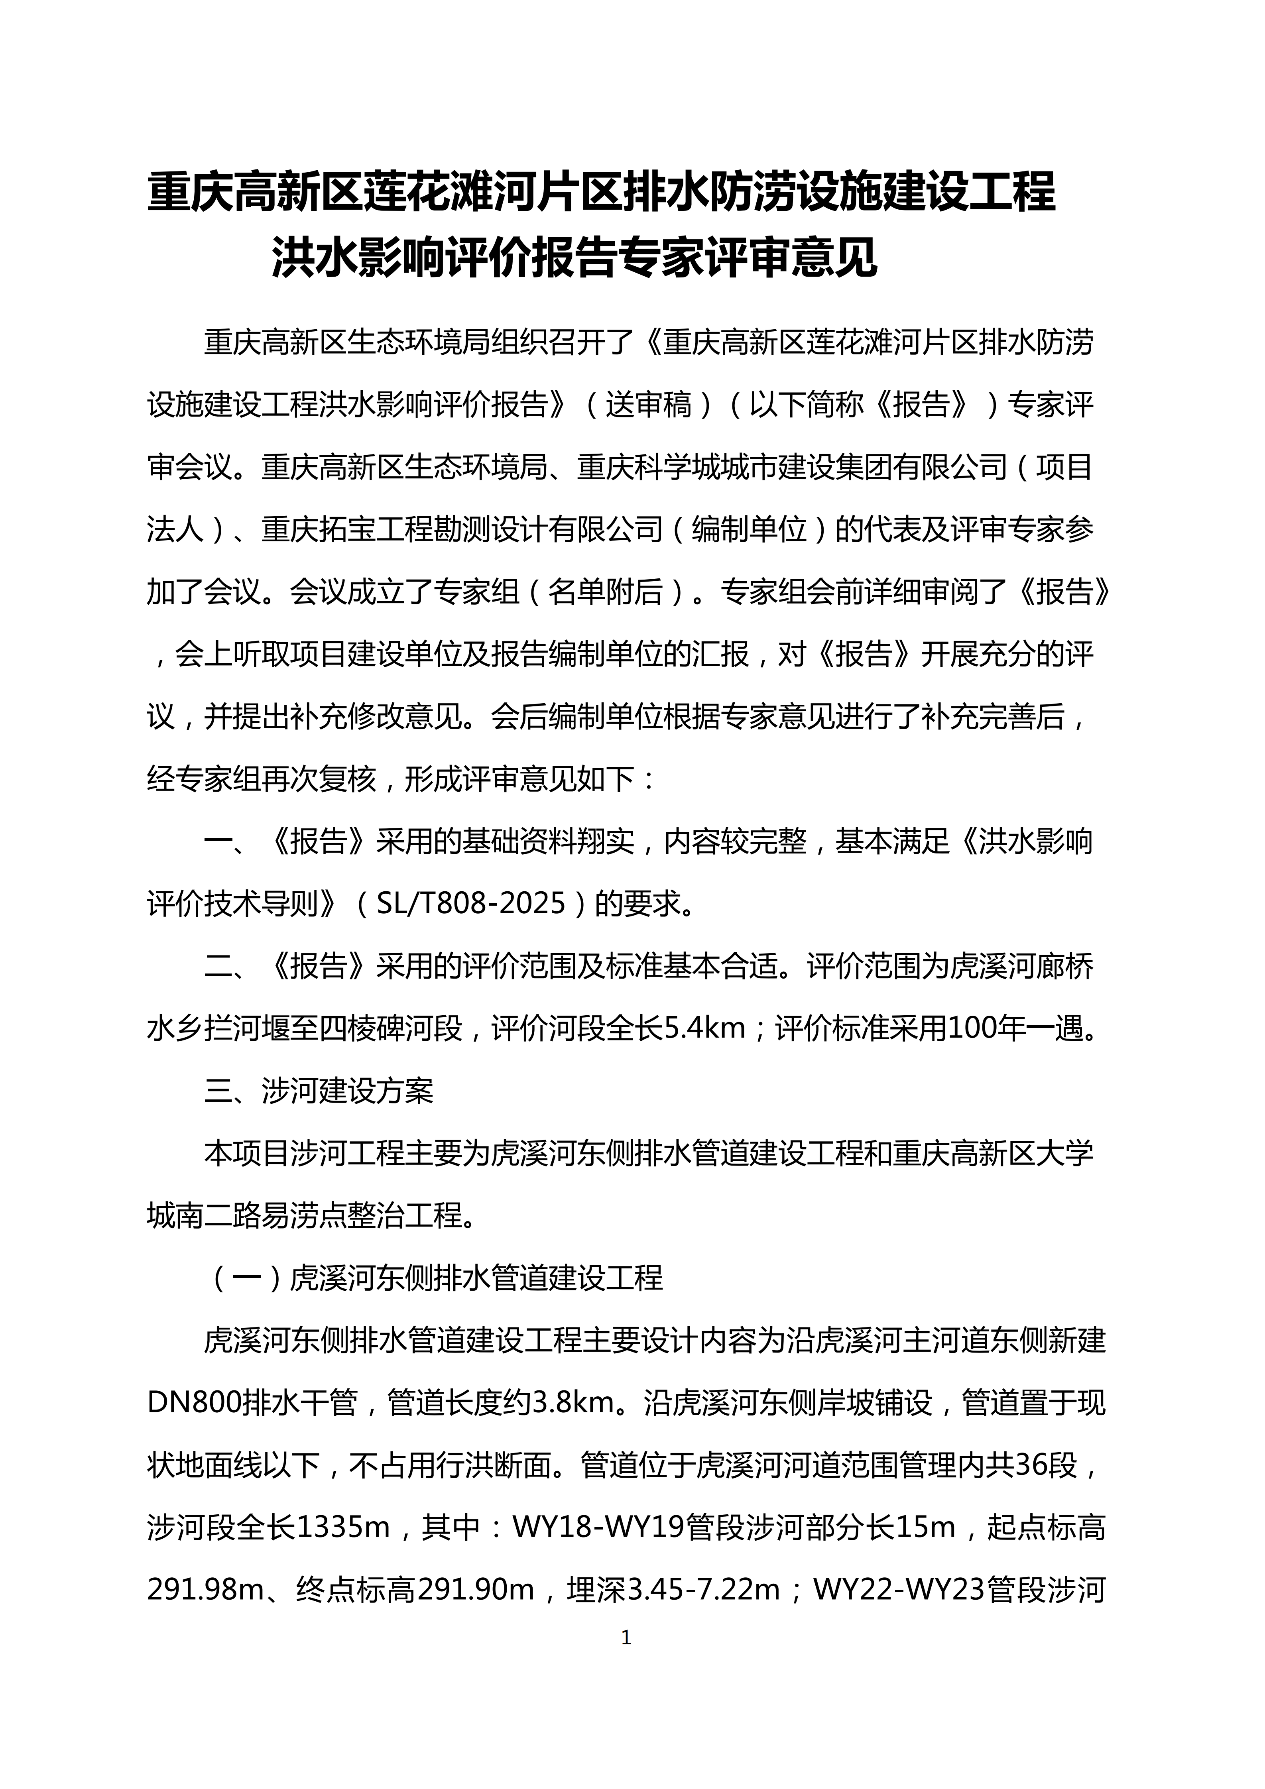 重庆高新区莲花滩河片区排水防涝设施建设工程
洪水影响评价报告专家评审意见
重庆高新区生态环境局组织召开了《重庆高新区莲花滩河片区排水防涝
设施建设工程洪水影响评价报告》（送审稿）（以下简称《报告》）专家评
审会议。重庆高新区生态环境局、重庆科学城城市建设集团有限公司（项目
法人）、重庆拓宝工程勘测设计有限公司（编制单位）的代表及评审专家参
加了会议。会议成立了专家组（名单附后）。专家组会前详细审阅了《报告》
，会上听取项目建设单位及报告编制单位的汇报，对《报告》开展充分的评
议，并提出补充修改意见。会后编制单位根据专家意见进行了补充完善后，
经专家组再次复核，形成评审意见如下：
一、《报告》采用的基础资料翔实，内容较完整，基本满足《洪水影响
评价技术导则》（SL/T808-2025）的要求。
二、《报告》采用的评价范围及标准基本合适。评价范围为虎溪河廊桥
水乡拦河堰至四棱碑河段，评价河段全长5.4km；评价标准采用100年一遇。
三、涉河建设方案
本项目涉河工程主要为虎溪河东侧排水管道建设工程和重庆高新区大学
城南二路易涝点整治工程。
（一）虎溪河东侧排水管道建设工程
虎溪河东侧排水管道建设工程主要设计内容为沿虎溪河主河道东侧新建
DN800排水干管，管道长度约3.8km。沿虎溪河东侧岸坡铺设，管道置于现
状地面线以下，不占用行洪断面。管道位于虎溪河河道范围管理内共36段，
涉河段全长1335m，其中：WY18-WY19管段涉河部分长15m，起点标高
291.98m、终点标高291.90m，埋深3.45-7.22m；WY22-WY23管段涉河
1